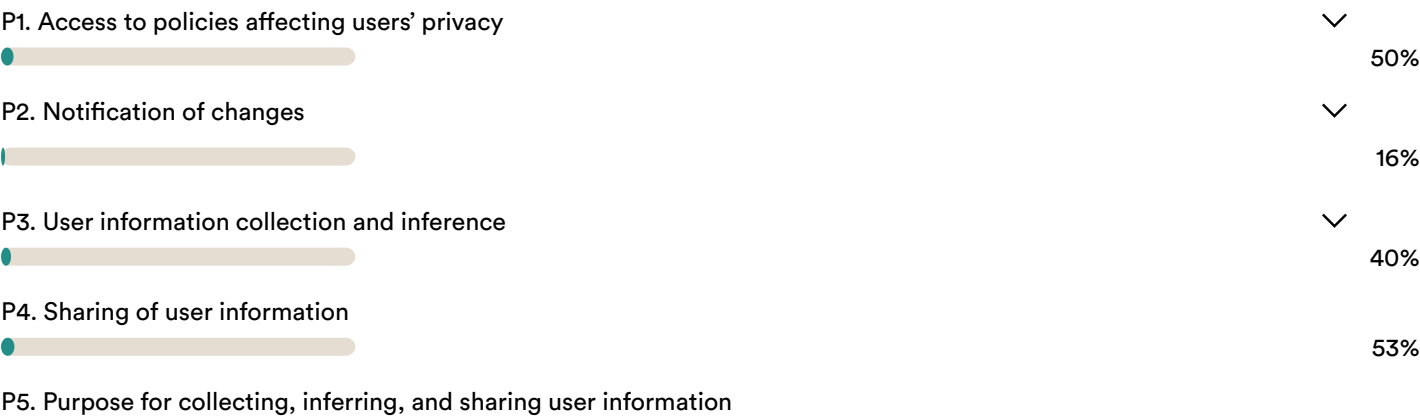 P1. Access to policies affecting users’ privacy
50%
P2. Notification of changes
16%
P3. User information collection and inference
40%
P4. Sharing of user information
53%
P5. Purpose for collecting, inferring, and sharing user information